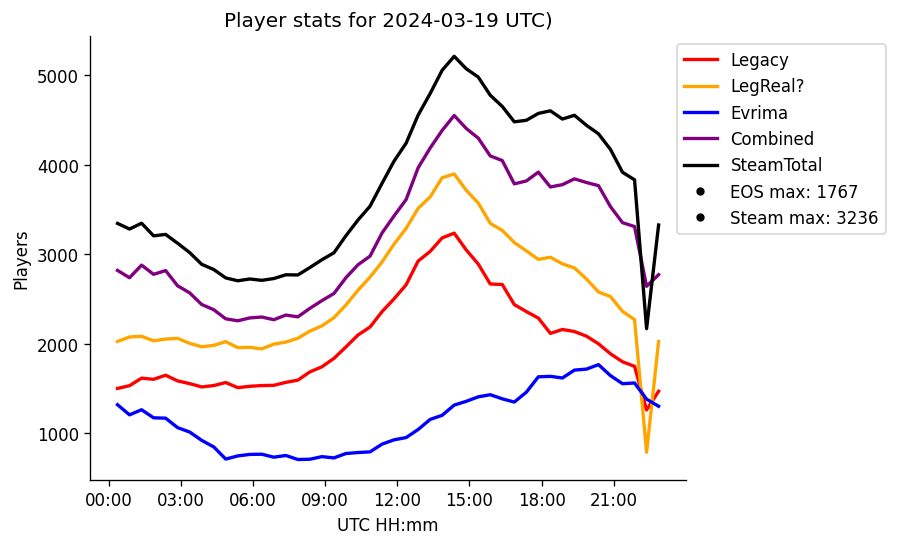 Player stats for 2024-03-19 UTC)
Players
5000
4000
3000
2000
1000
00:00 03:00 06:00 09:00 12:00 15:00 18:00 21:00
UTC HH:mm
Legacy
LegReal?
Evrima
Combined
SteamTotal
EOS max: 1767
Steam max: 3236